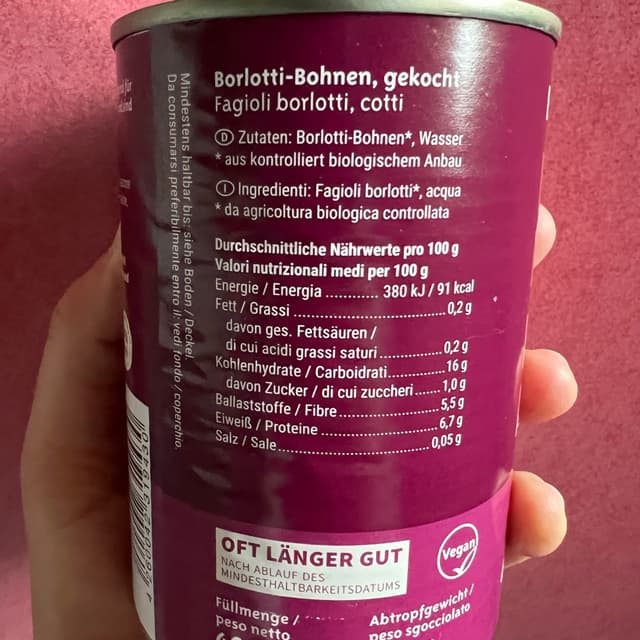 Borlotti-Bohnen, gekocht
Fagioli borlotti, cotti
D Zutaten: Borlotti-Bohnen*, Wasser
* aus kontrolliert biologischem Anbau
I Ingredienti: Fagioli borlotti*, acqua
* da agricoltura biologica controllata
Durchschnittliche Nährwerte pro 100 g
Valori nutrizionali medi per 100 g
Energie / Energia ............ 380 kJ / 91 kcal
Fett / Grassi ................................... 0,2 g
davon ges. Fettsäuren /
di cui acidi grassi saturi............... 0,2 g
Kohlenhydrate / Carboidrati............. 16 g
davon Zucker / di cui zuccheri...... 1,0 g
Ballaststoffe / Fibre........................ 5,5 g
Eiweiß / Proteine............................ 6,7 g
Salz / Sale...................................... 0,05 g
Mindestens haltbar bis: siehe Boden / Deckel.
Da consumarsi preferibilmente entro il: vedi fondo / coperchio.
OFT LÄNGER GUT
NACH ABLAUF DES
MINDESTHALTBARKEITSDATUMS
Vegan
Füllmenge /
peso netto
Abtropfgewicht /
peso sgocciolato